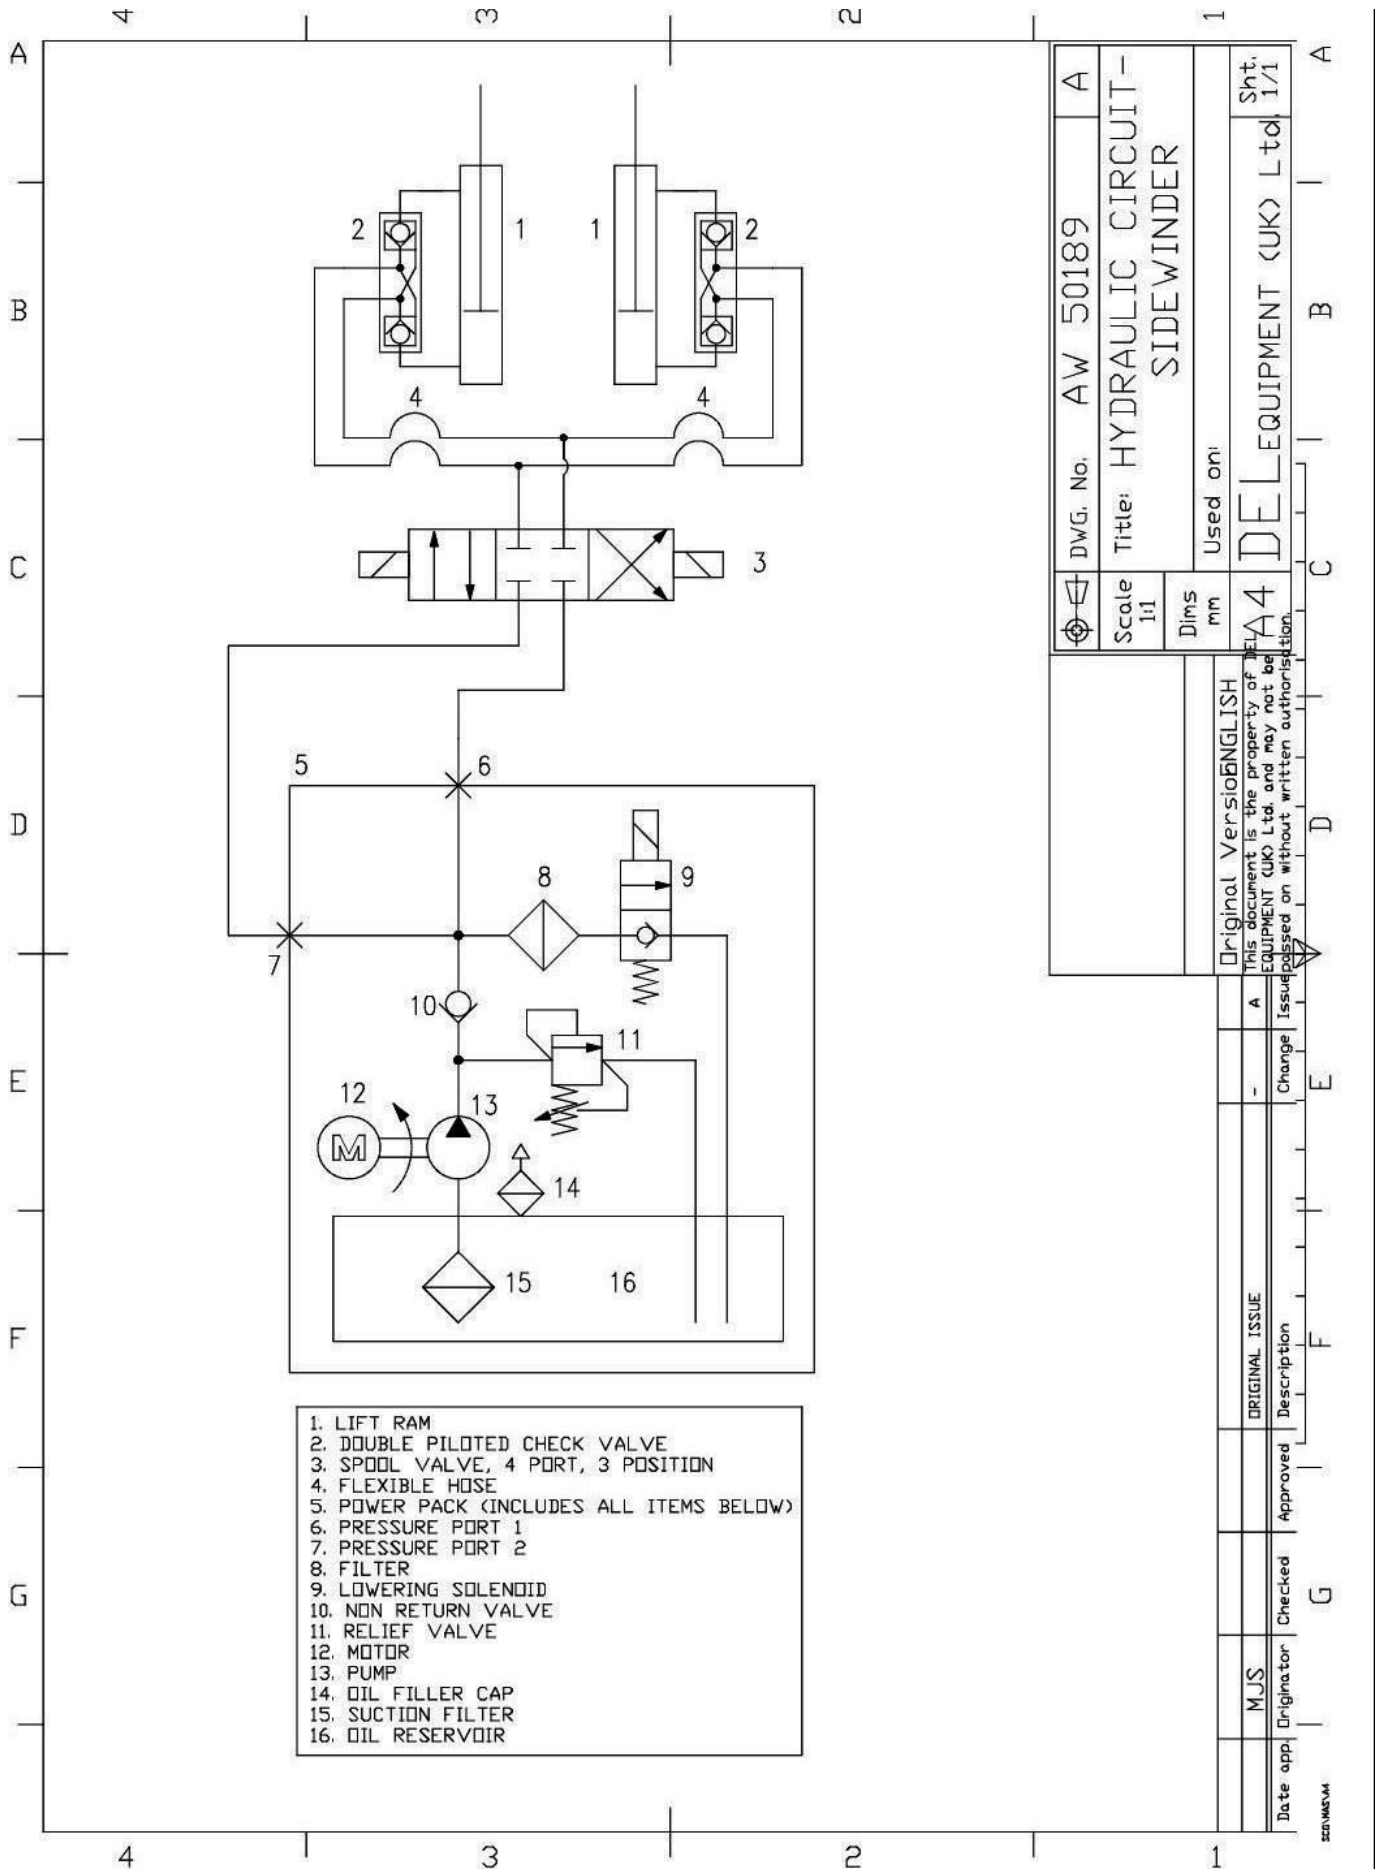 4 3 2 1
A A
B B
C C
D D
E E
F F
G G
4 3 2 1
2 1 1 2
4 4
3
5 6
8 9
7
10
11
12 13
M
14
15 16
1. LIFT RAM
2. DOUBLE PILOTED CHECK VALVE
3. SPOOL VALVE, 4 PORT, 3 POSITION
4. FLEXIBLE HOSE
5. POWER PACK (INCLUDES ALL ITEMS BELOW)
6. PRESSURE PORT 1
7. PRESSURE PORT 2
8. FILTER
9. LOWERING SOLENOID
10. NON RETURN VALVE
11. RELIEF VALVE
12. MOTOR
13. PUMP
14. OIL FILLER CAP
15. SUCTION FILTER
16. OIL RESERVOIR
DWG. No. AW 50189 A
Scale 1:1
Title: HYDRAULIC CIRCUIT-
SIDEWINDER
Dims mm
Used on:
A4 DEL EQUIPMENT (UK) Ltd. Sht. 1/1
Original Version ENGLISH
This document is the property of DEL
EQUIPMENT (UK) Ltd. and may not be
passed on without written authorisation.
MJS ORIGINAL ISSUE - A
Date app. Originator Checked Approved Description Change Issue